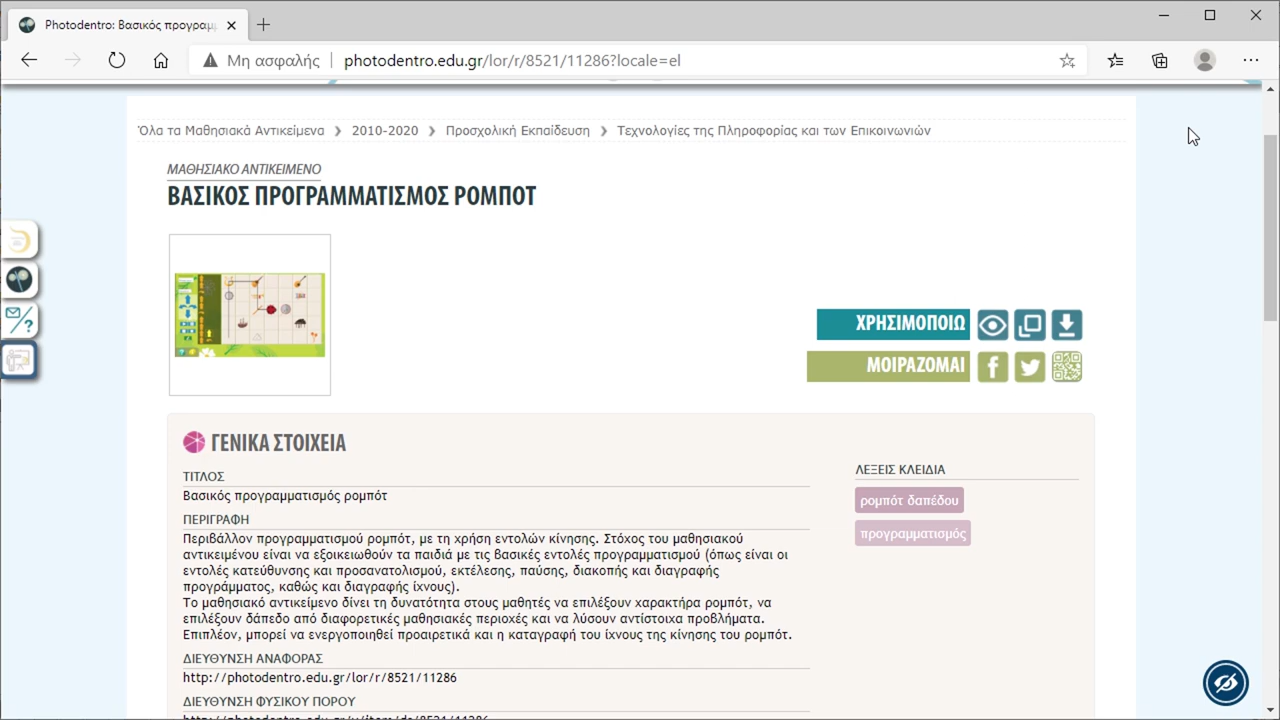 Photodentro: Βασικός προγραμμ
Μη ασφαλής | photodentro.edu.gr/lor/r/8521/11286?locale=el
Όλα τα Μαθησιακά Αντικείμενα ❯ 2010-2020 ❯ Προσχολική Εκπαίδευση ❯ Τεχνολογίες της Πληροφορίας και των Επικοινωνιών
ΜΑΘΗΣΙΑΚΟ ΑΝΤΙΚΕΙΜΕΝΟ
ΒΑΣΙΚΟΣ ΠΡΟΓΡΑΜΜΑΤΙΣΜΟΣ ΡΟΜΠΟΤ
ΧΡΗΣΙΜΟΠΟΙΩ
ΜΟΙΡΑΖΟΜΑΙ
ΓΕΝΙΚΑ ΣΤΟΙΧΕΙΑ
ΤΙΤΛΟΣ
Βασικός προγραμματισμός ρομπότ
ΠΕΡΙΓΡΑΦΗ
Περιβάλλον προγραμματισμού ρομπότ, με τη χρήση εντολών κίνησης. Στόχος του μαθησιακού
αντικειμένου είναι να εξοικειωθούν τα παιδιά με τις βασικές εντολές προγραμματισμού (όπως είναι οι
εντολές κατεύθυνσης και προσανατολισμού, εκτέλεσης, παύσης, διακοπής και διαγραφής
προγράμματος, καθώς και διαγραφής ίχνους).
Το μαθησιακό αντικείμενο δίνει τη δυνατότητα στους μαθητές να επιλέξουν χαρακτήρα ρομπότ, να
επιλέξουν δάπεδο από διαφορετικές μαθησιακές περιοχές και να λύσουν αντίστοιχα προβλήματα.
Επιπλέον, μπορεί να ενεργοποιηθεί προαιρετικά και η καταγραφή του ίχνους της κίνησης του ρομπότ.
ΔΙΕΥΘΥΝΣΗ ΑΝΑΦΟΡΑΣ
http://photodentro.edu.gr/lor/r/8521/11286
ΔΙΕΥΘΥΝΣΗ ΦΥΣΙΚΟΥ ΠΟΡΟΥ
ΛΕΞΕΙΣ ΚΛΕΙΔΙΑ
ρομπότ δαπέδου
προγραμματισμός